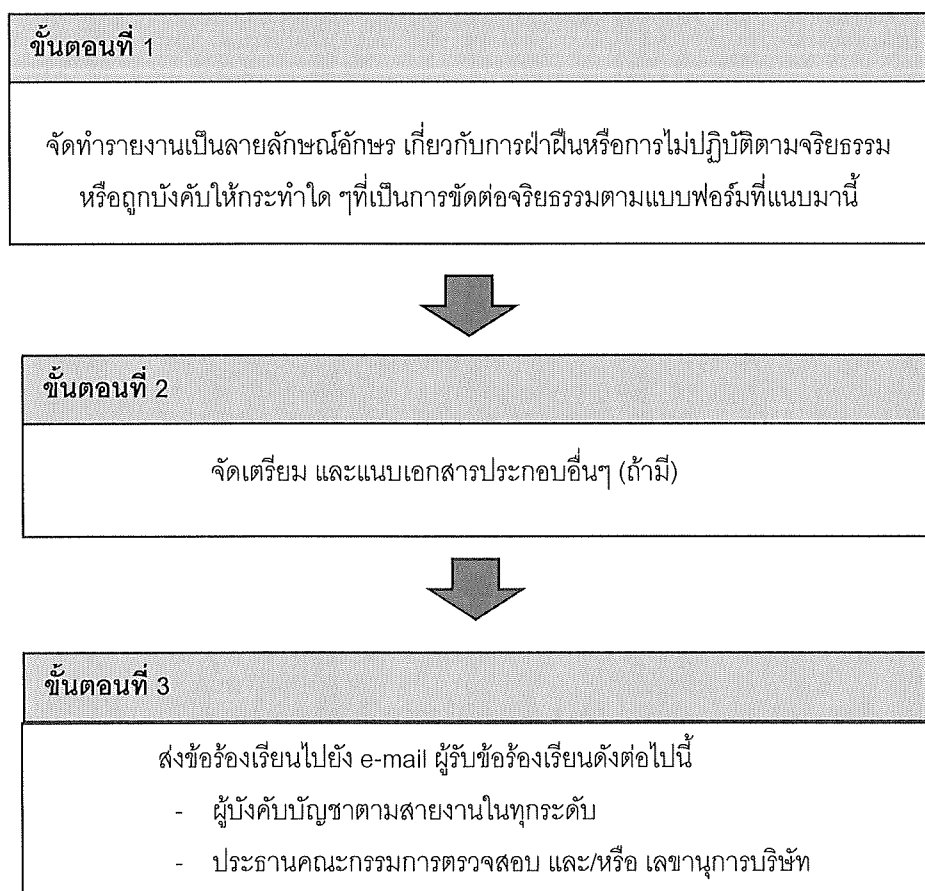 ขั้นตอนที่ 1
จัดทำรายงานเป็นลายลักษณ์อักษร เกี่ยวกับการฝ่าฝืนหรือการไม่ปฏิบัติตามจริยธรรม
หรือถูกบังคับให้กระทำใด ๆที่เป็นการขัดต่อจริยธรรมตามแบบฟอร์มที่แนบมานี้
ขั้นตอนที่ 2
จัดเตรียม และแนบเอกสารประกอบอื่นๆ (ถ้ามี)
ขั้นตอนที่ 3
ส่งข้อร้องเรียนไปยัง e-mail ผู้รับข้อร้องเรียนดังต่อไปนี้
- ผู้บังคับบัญชาตามสายงานในทุกระดับ
- ประธานคณะกรรมการตรวจสอบ และ/หรือ เลขานุการบริษัท